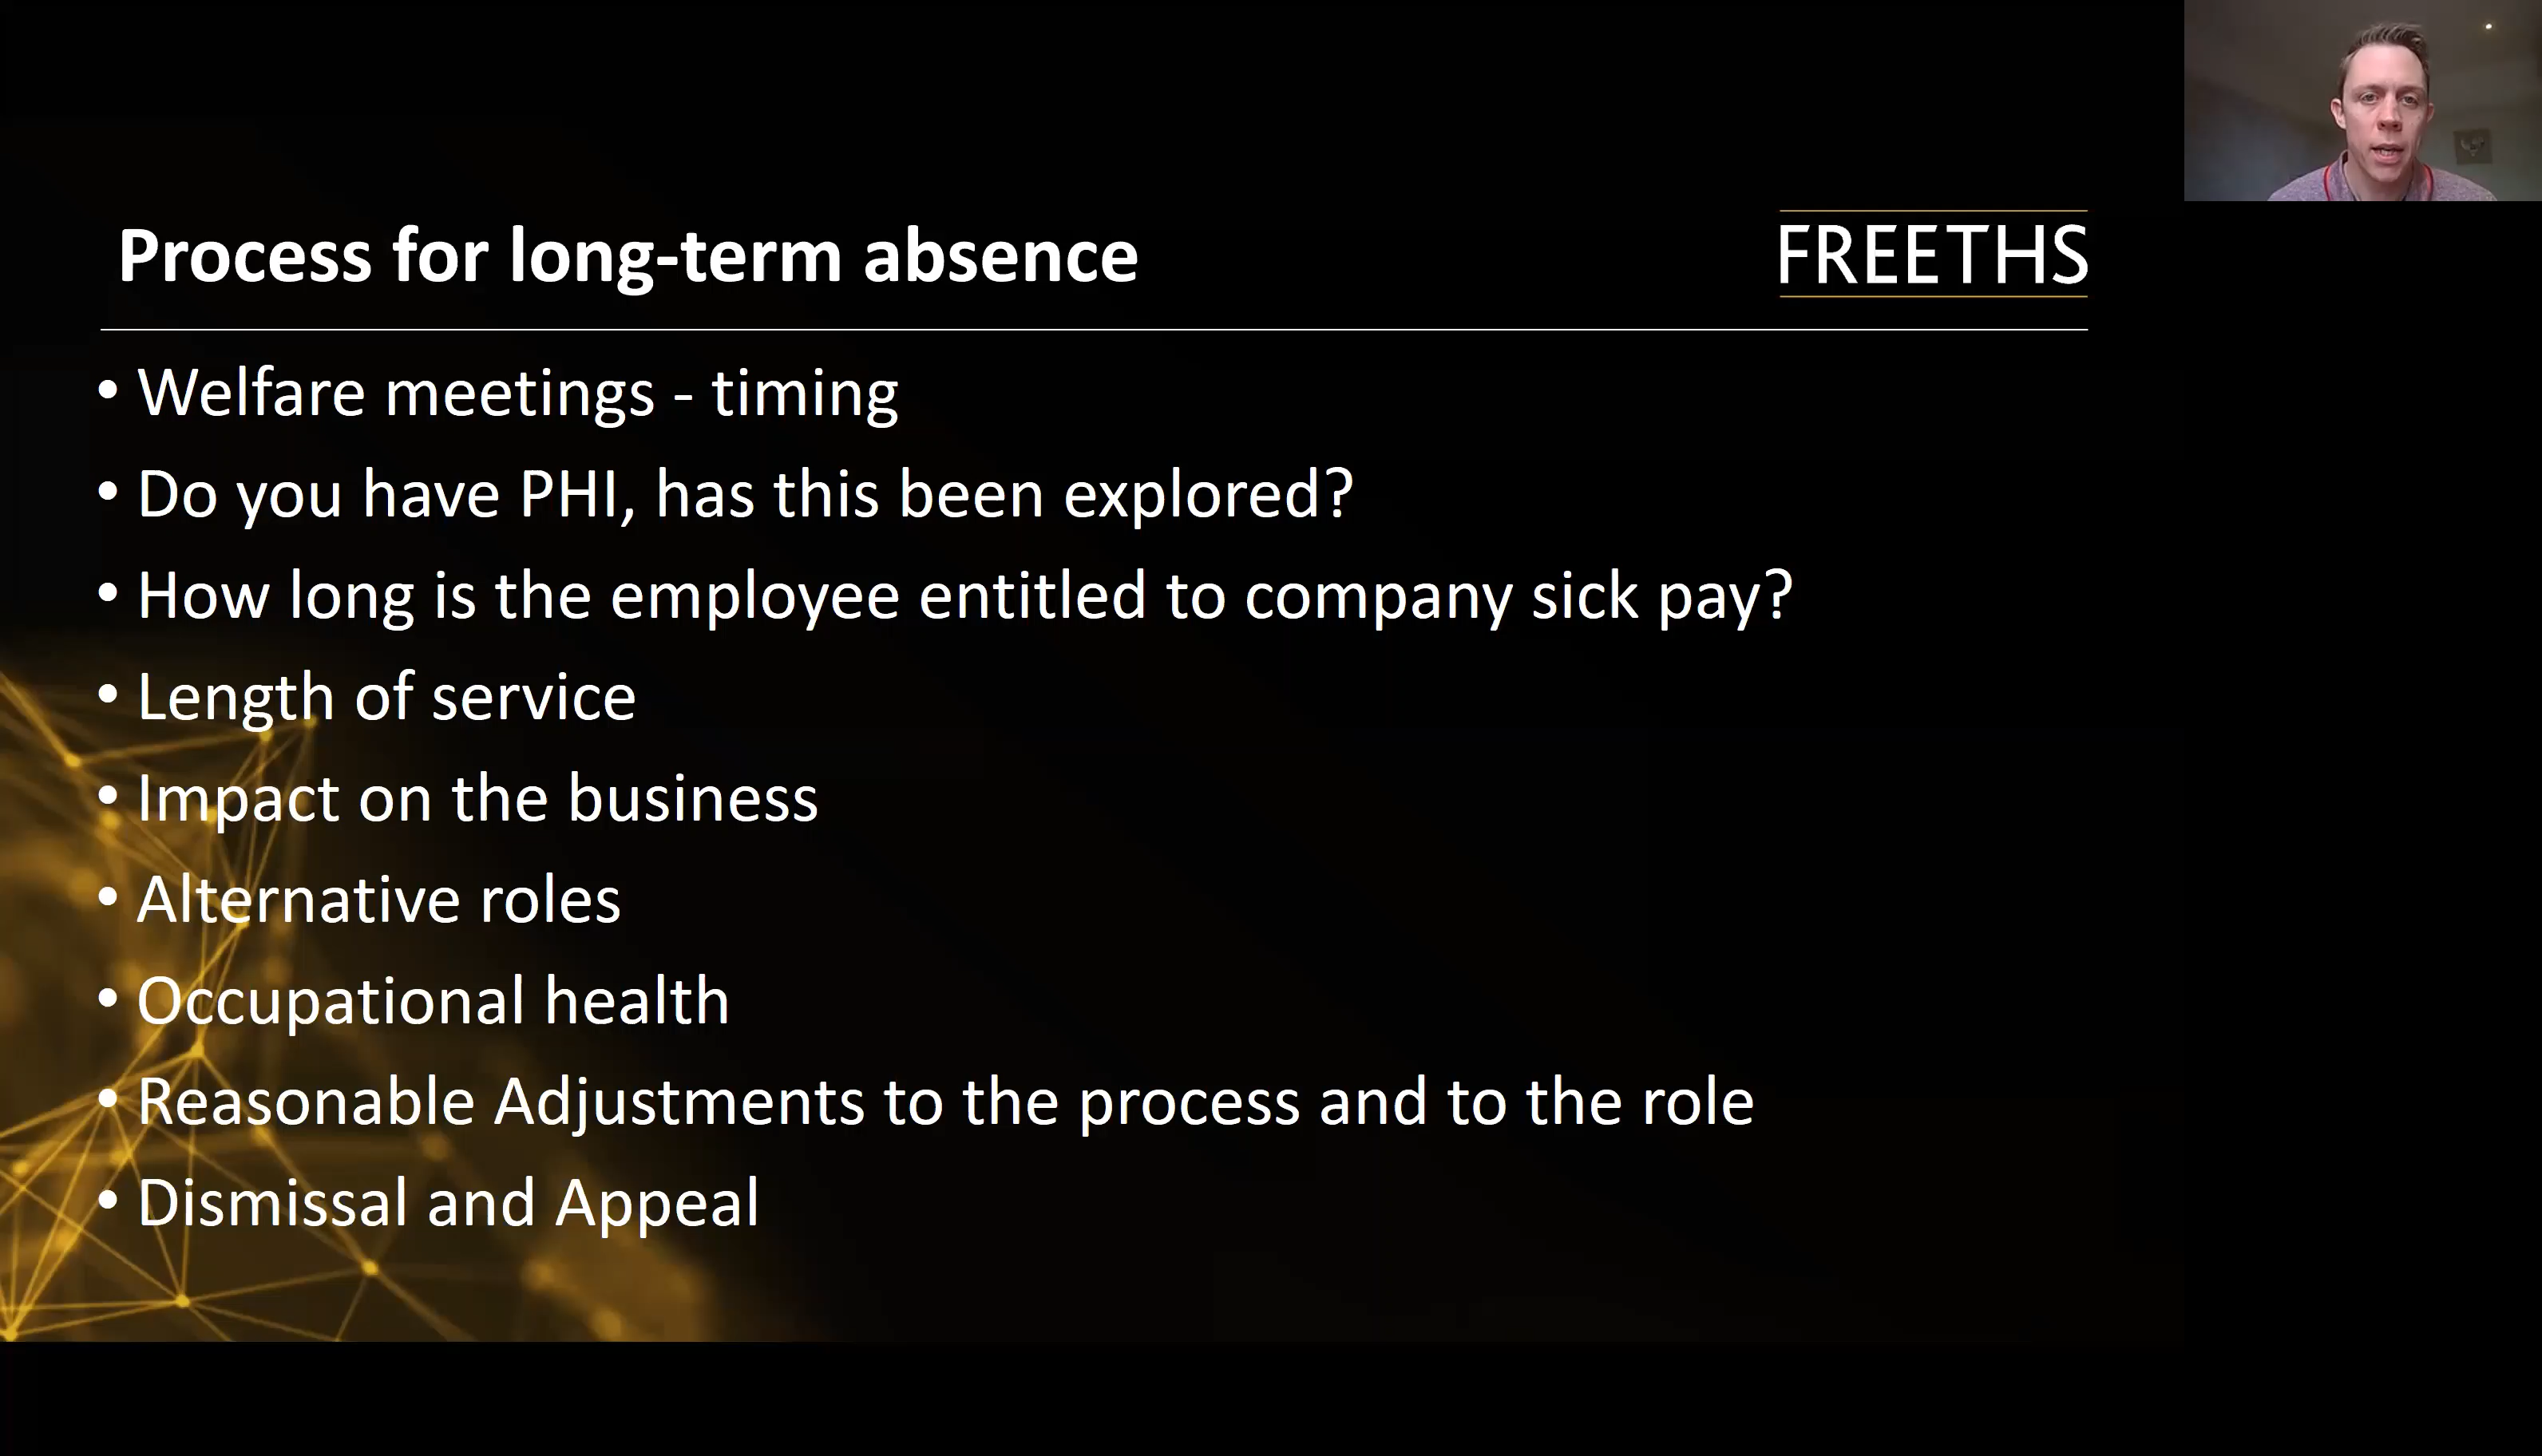 Process for long-term absence
FREETHS
• Welfare meetings - timing
• Do you have PHI, has this been explored?
• How long is the employee entitled to company sick pay?
• Length of service
• Impact on the business
• Alternative roles
• Occupational health
• Reasonable Adjustments to the process and to the role
• Dismissal and Appeal